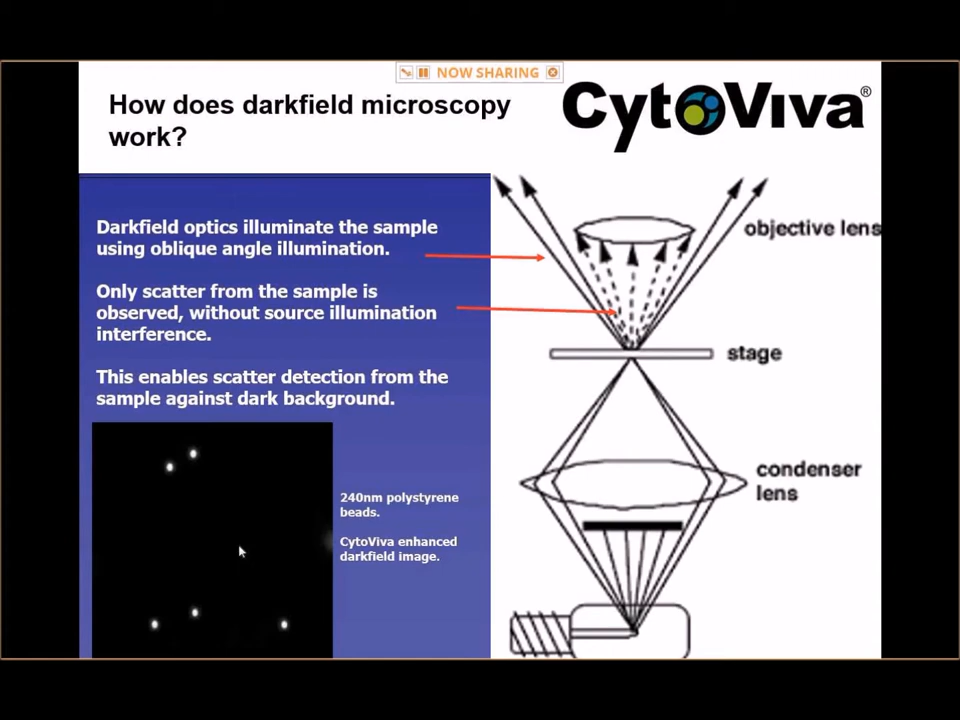 NOW SHARING
How does darkfield microscopy
work?
CytoViva®
Darkfield optics illuminate the sample
using oblique angle illumination.
Only scatter from the sample is
observed, without source illumination
interference.
This enables scatter detection from the
sample against dark background.
240nm polystyrene
beads.
CytoViva enhanced
darkfield image.
objective lens
stage
condenser
lens